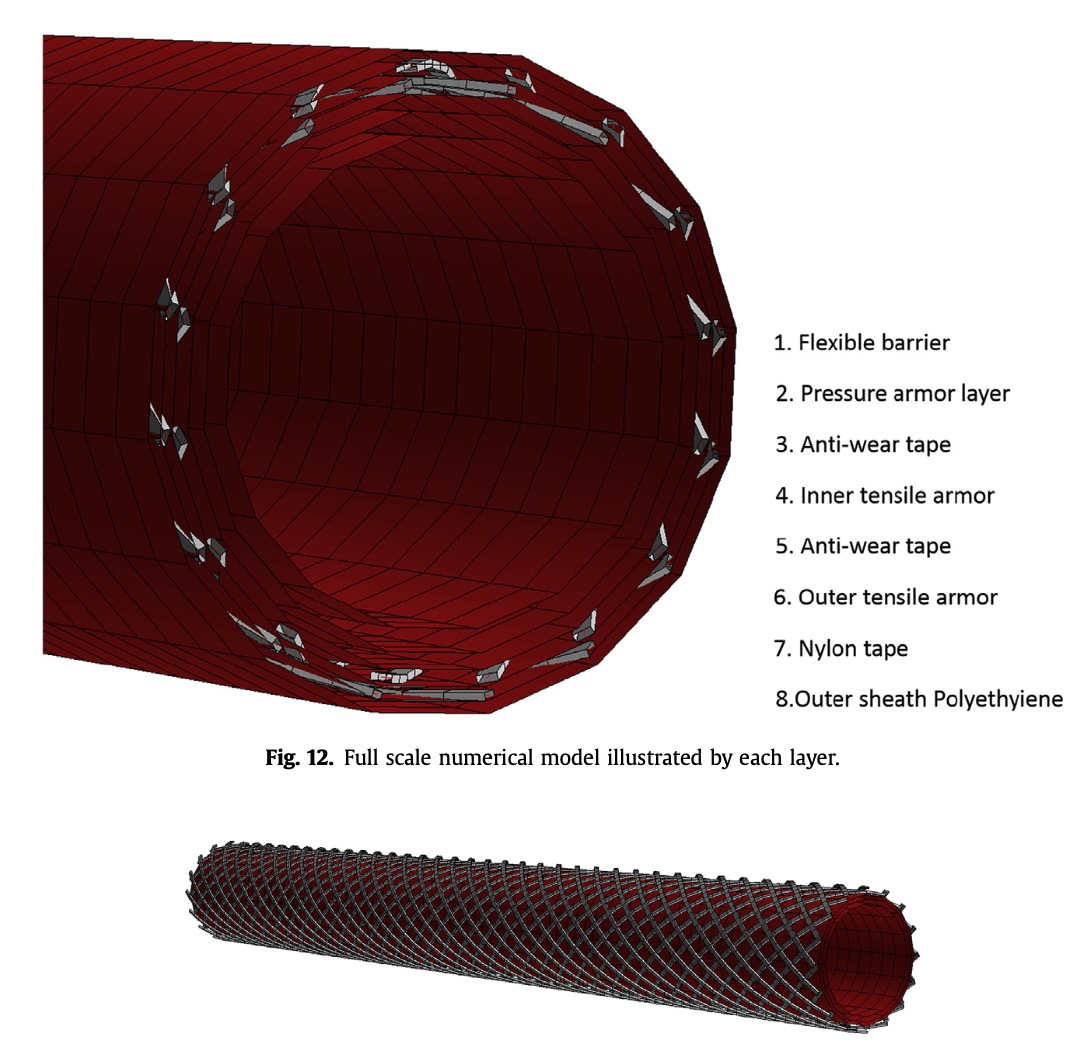 1. Flexible barrier
2. Pressure armor layer
3. Anti-wear tape
4. Inner tensile armor
5. Anti-wear tape
6. Outer tensile armor
7. Nylon tape
8.Outer sheath Polyethyiene
Fig. 12. Full scale numerical model illustrated by each layer.